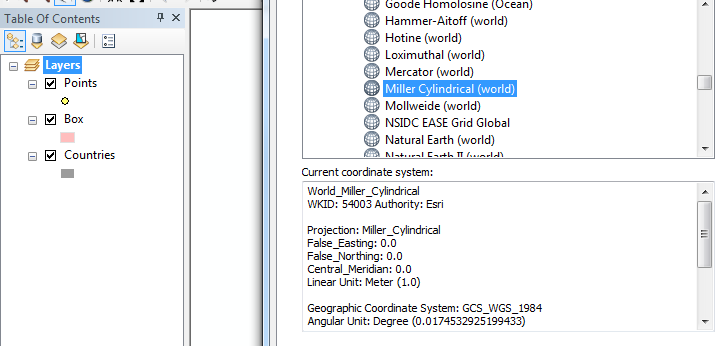 Table Of Contents
Layers
Points
Box
Countries
Goode Homolosine (Ocean)
Hammer-Aitoff (world)
Hotine (world)
Loximuthal (world)
Mercator (world)
Miller Cylindrical (world)
Mollweide (world)
NSIDC EASE Grid Global
Natural Earth (world)
Natural Earth II (world)
Current coordinate system:
World_Miller_Cylindrical
WKID: 54003 Authority: Esri
Projection: Miller_Cylindrical
False_Easting: 0.0
False_Northing: 0.0
Central_Meridian: 0.0
Linear Unit: Meter (1.0)
Geographic Coordinate System: GCS_WGS_1984
Angular Unit: Degree (0.0174532925199433)